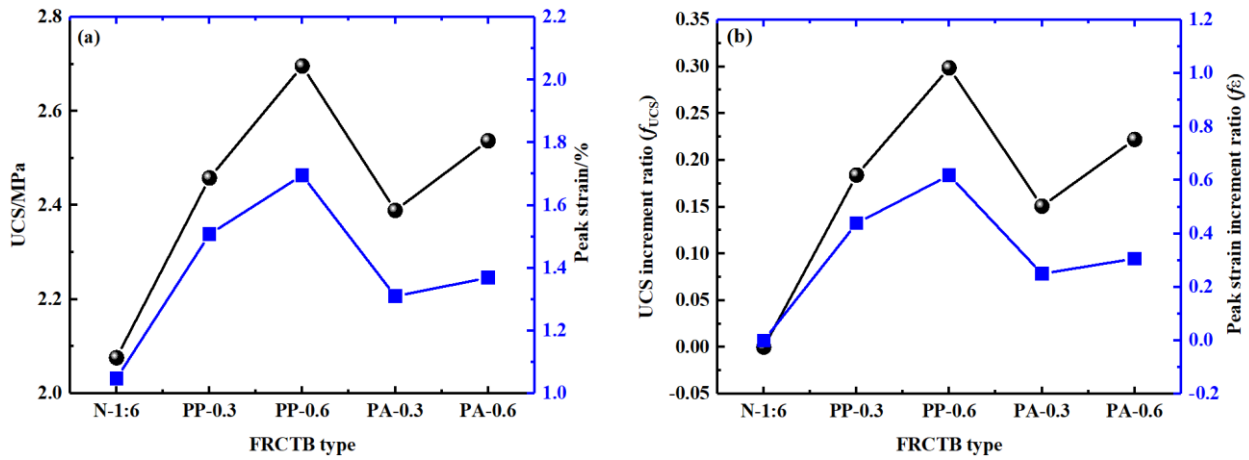 (a)
UCS/MPa
2.8
2.6
2.4
2.2
2.0
2.2
2.0
1.8
1.6
1.4
1.2
1.0
Peak strain/%
N-1:6 PP-0.3 PP-0.6 PA-0.3 PA-0.6
FRCTB type
(b)
UCS increment ratio (fUCS)
0.35
0.30
0.25
0.20
0.15
0.10
0.05
0.00
-0.05
1.2
1.0
0.8
0.6
0.4
0.2
0.0
-0.2
Peak strain increment ratio (fε)
N-1:6 PP-0.3 PP-0.6 PA-0.3 PA-0.6
FRCTB type